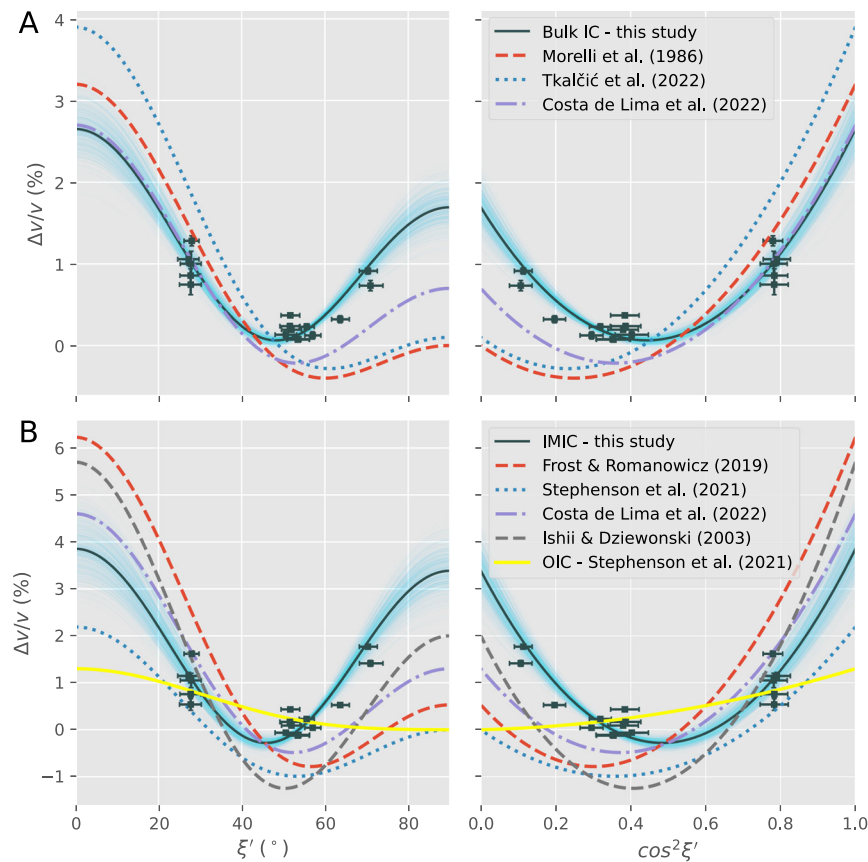 A
4
3
2
1
0
Δv/v (%)
Bulk IC - this study
Morelli et al. (1986)
Tkalčić et al. (2022)
Costa de Lima et al. (2022)
B
6
5
4
3
2
1
0
−1
Δv/v (%)
IMIC - this study
Frost & Romanowicz (2019)
Stephenson et al. (2021)
Costa de Lima et al. (2022)
Ishii & Dziewonski (2003)
OIC - Stephenson et al. (2021)
0 20 40 60 80
0.0 0.2 0.4 0.6 0.8 1.0
ξ′ (°)
cos²ξ′